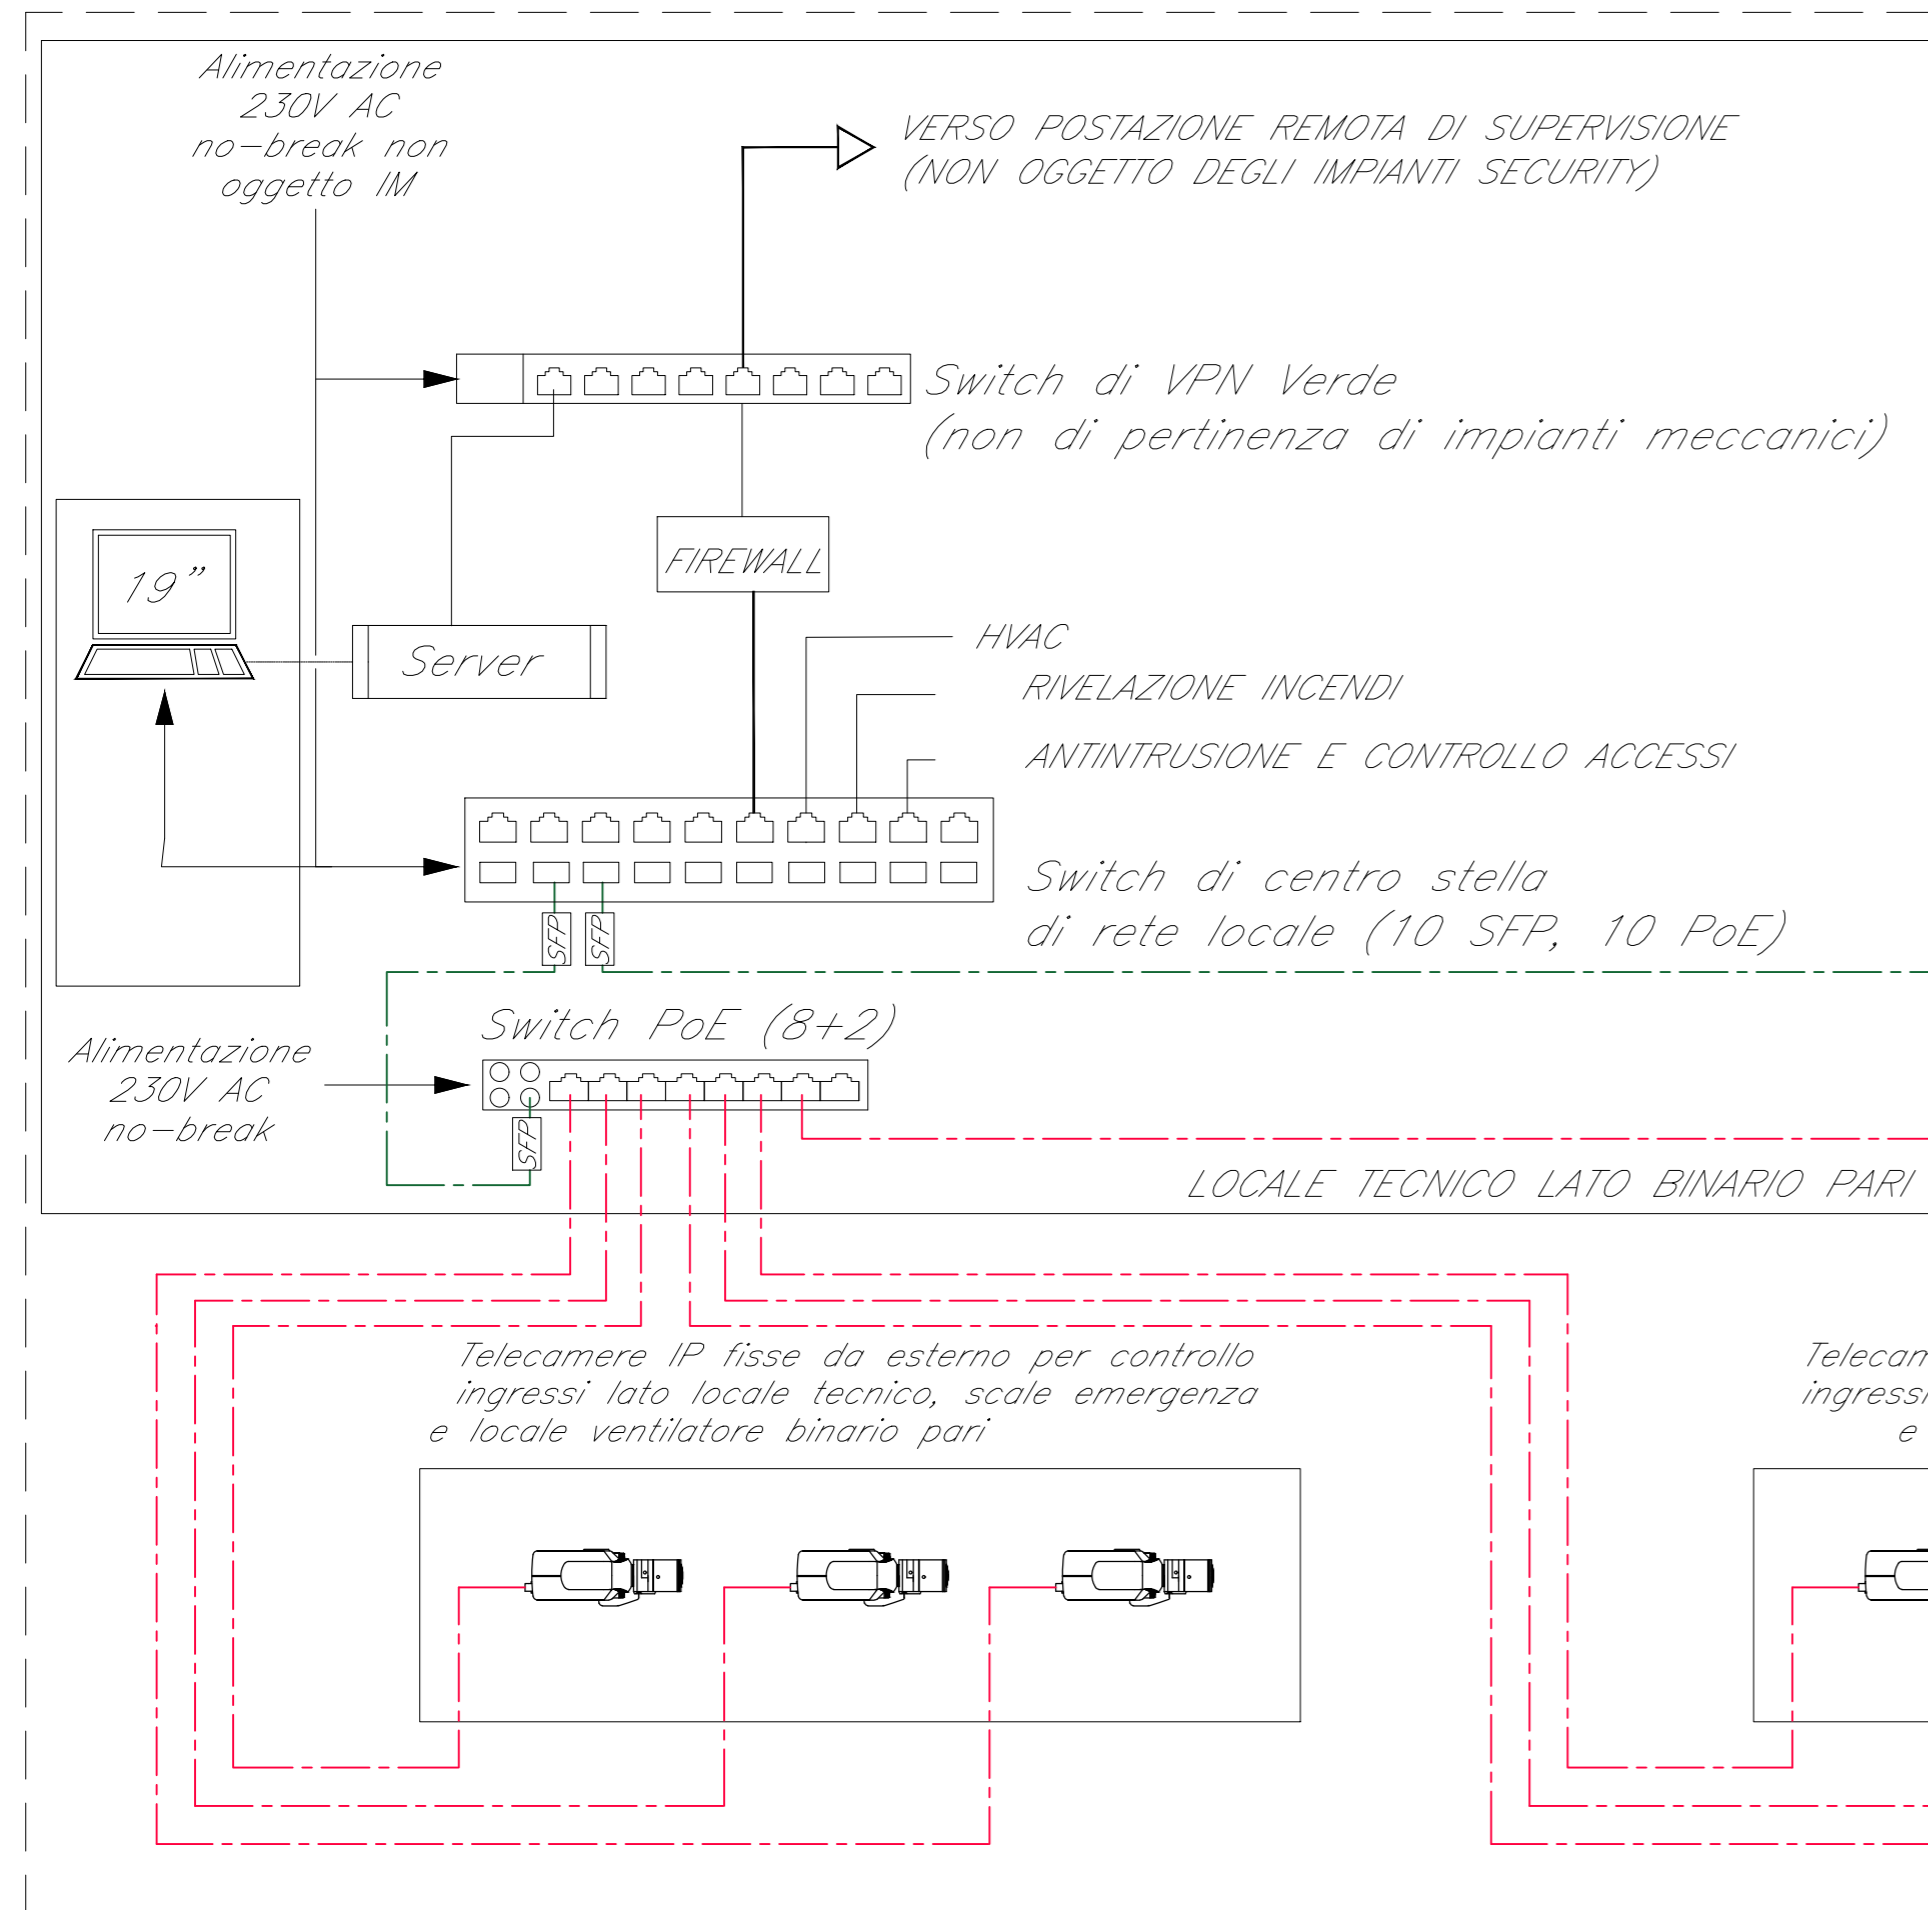 Alimentazione
230V AC
no-break non
oggetto IM
VERSO POSTAZIONE REMOTA DI SUPERVISIONE
(NON OGGETTO DEGLI IMPIANTI SECURITY)
Switch di VPN Verde
(non di pertinenza di impianti meccanici)
19"
FIREWALL
Server
HVAC
RIVELAZIONE INCENDI
ANTINTRUSIONE E CONTROLLO ACCESSI
Switch di centro stella
di rete locale (10 SFP, 10 PoE)
SFP
SFP
Switch PoE (8+2)
Alimentazione
230V AC
no-break
SFP
LOCALE TECNICO LATO BINARIO PARI
Telecamere IP fisse da esterno per controllo
ingressi lato locale tecnico, scale emergenza
e locale ventilatore binario pari
Telecam
ingressi
e